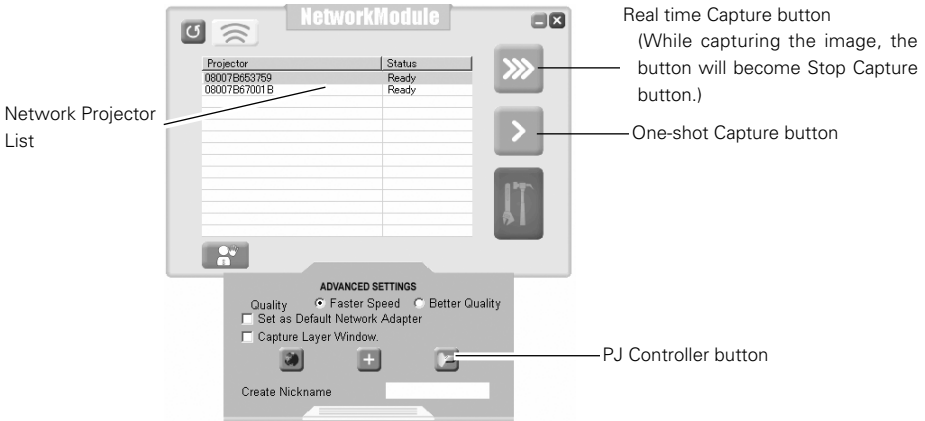 NetworkModule
Real time Capture button
(While capturing the image, the
button will become Stop Capture
button.)
Projector Status
08007B653759 Ready
08007B67001B Ready
Network Projector
List
One-shot Capture button
ADVANCED SETTINGS
Quality Faster Speed Better Quality
Set as Default Network Adapter
Capture Layer Window.
PJ Controller button
Create Nickname